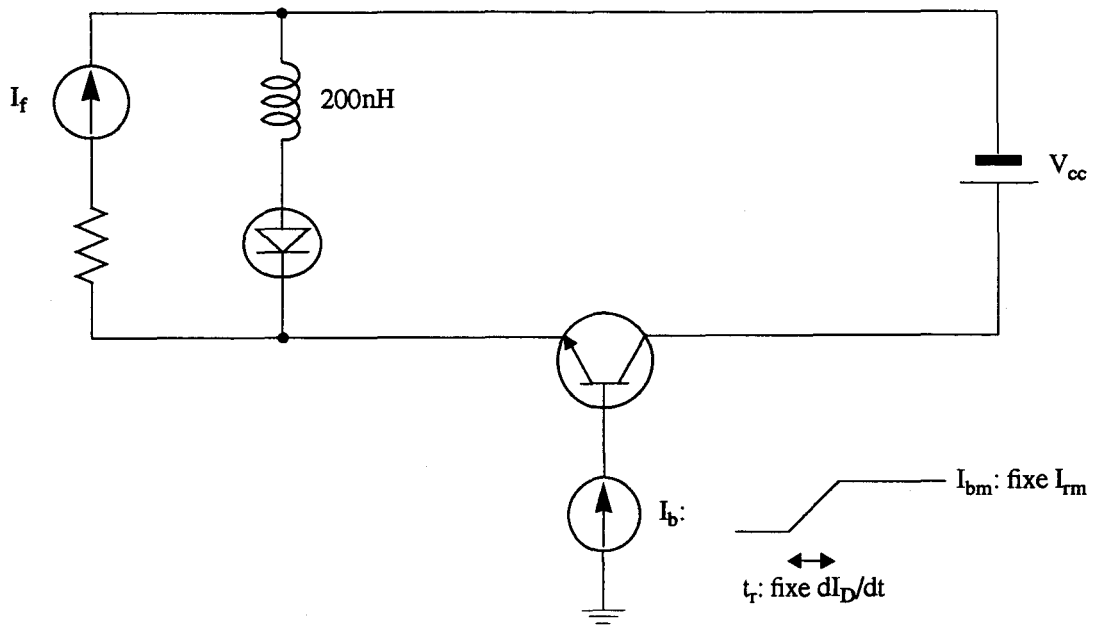 I_f
200nH
V_cc
I_b:
I_bm: fixe I_rm
t_r: fixe dI_D/dt